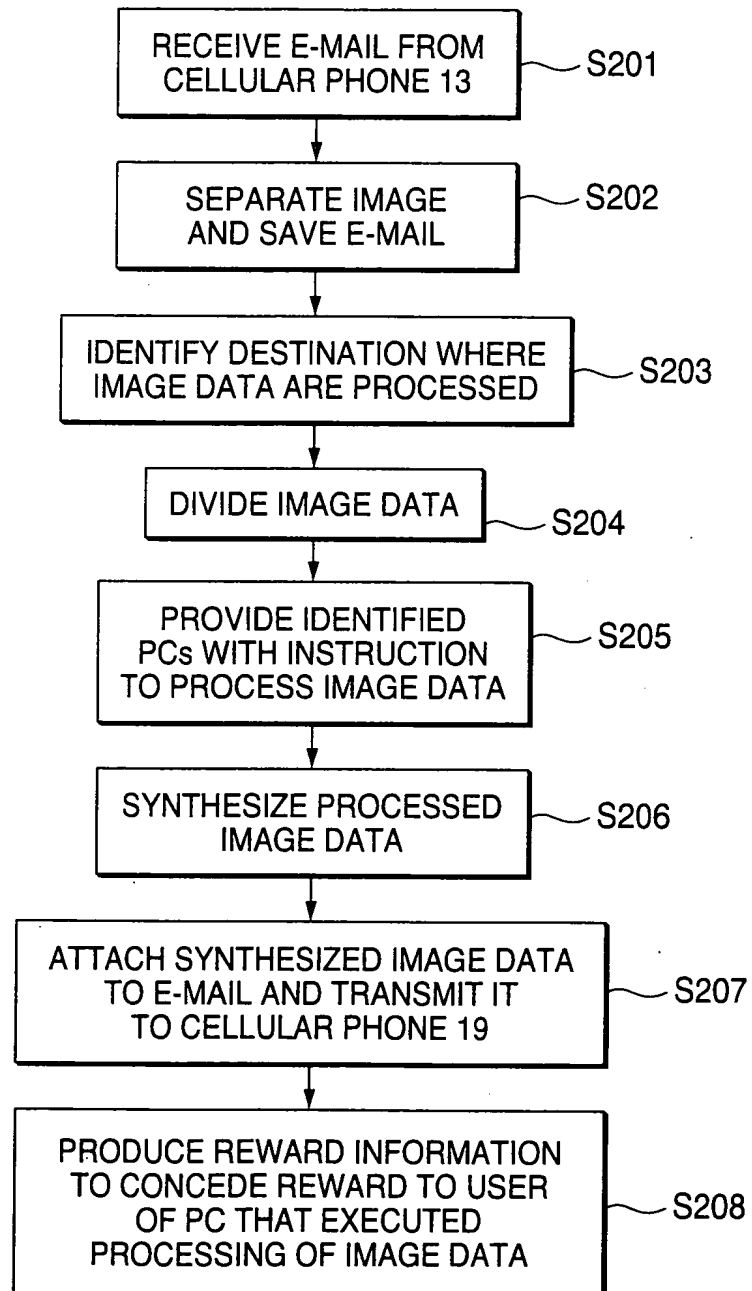 RECEIVE E-MAIL FROM
CELLULAR PHONE 13
S201
SEPARATE IMAGE
AND SAVE E-MAIL
S202
IDENTIFY DESTINATION WHERE
IMAGE DATA ARE PROCESSED
S203
DIVIDE IMAGE DATA
S204
PROVIDE IDENTIFIED
PCs WITH INSTRUCTION
TO PROCESS IMAGE DATA
S205
SYNTHESIZE PROCESSED
IMAGE DATA
S206
ATTACH SYNTHESIZED IMAGE DATA
TO E-MAIL AND TRANSMIT IT
TO CELLULAR PHONE 19
S207
PRODUCE REWARD INFORMATION
TO CONCEDE REWARD TO USER
OF PC THAT EXECUTED
PROCESSING OF IMAGE DATA
S208